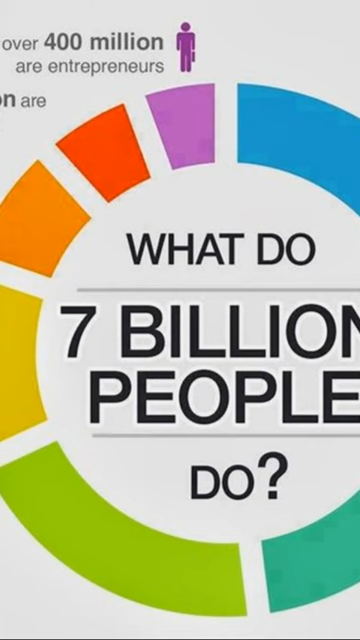 over 400 million
are entrepreneurs
on are
WHAT DO
7 BILLION
PEOPLE
DO?